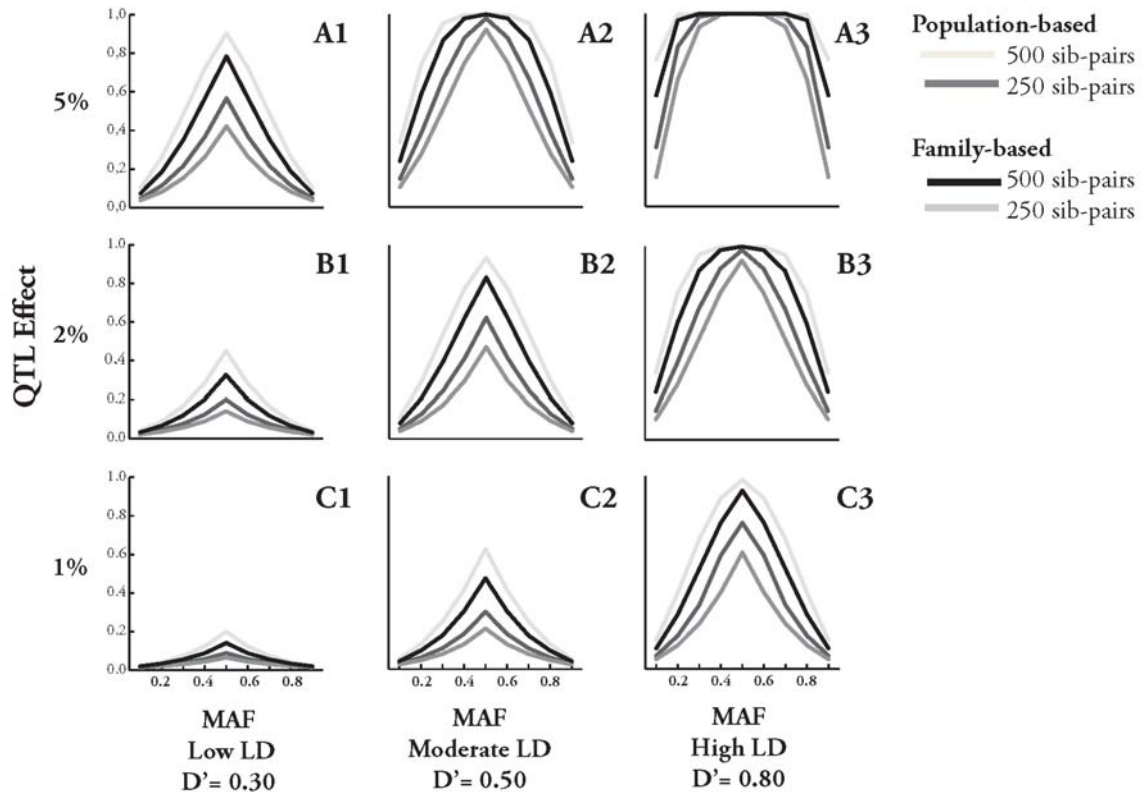 A1
A2
A3
Population-based
500 sib-pairs
250 sib-pairs
Family-based
500 sib-pairs
250 sib-pairs
QTL Effect
5%
1.0
0.8
0.6
0.4
0.2
0.0
B1
B2
B3
2%
1.0
0.8
0.6
0.4
0.2
0.0
C1
C2
C3
1%
1.0
0.8
0.6
0.4
0.2
0.0
0.2 0.4 0.6 0.8
0.2 0.4 0.6 0.8
0.2 0.4 0.6 0.8
MAF
Low LD
D’= 0.30
MAF
Moderate LD
D’= 0.50
MAF
High LD
D’= 0.80